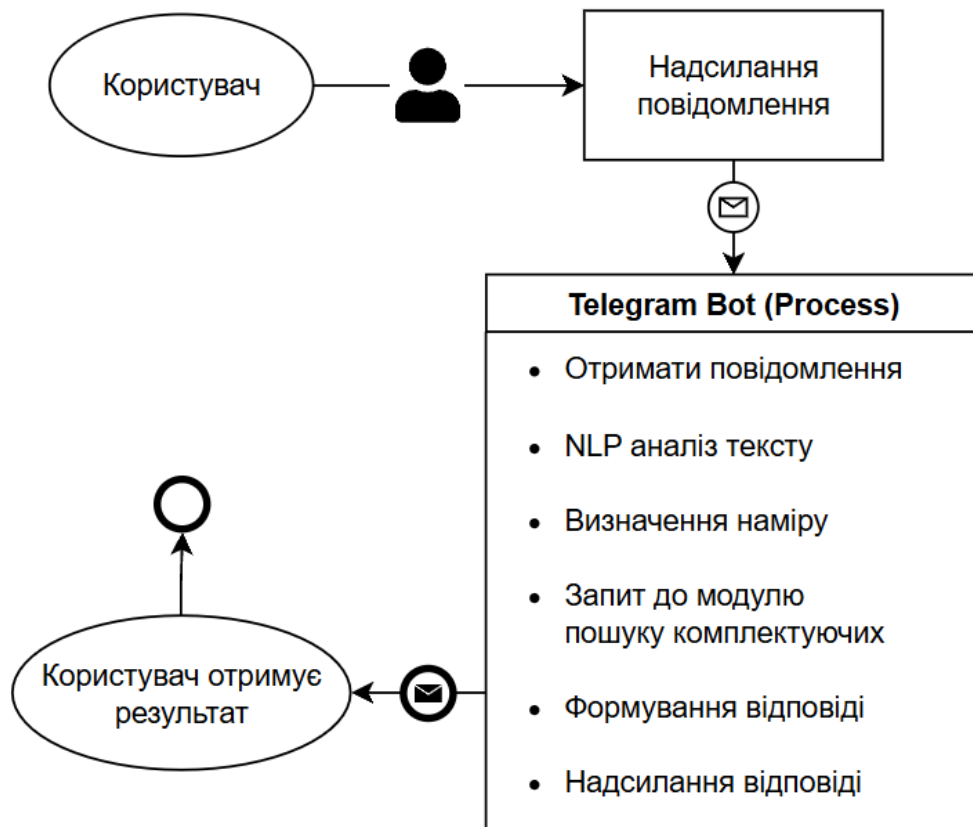 Користувач
Надсилання
повідомлення
Telegram Bot (Process)
Отримати повідомлення
NLP аналіз тексту
Визначення наміру
Запит до модулю
пошуку комплектуючих
Формування відповіді
Надсилання відповіді
Користувач отримує
результат